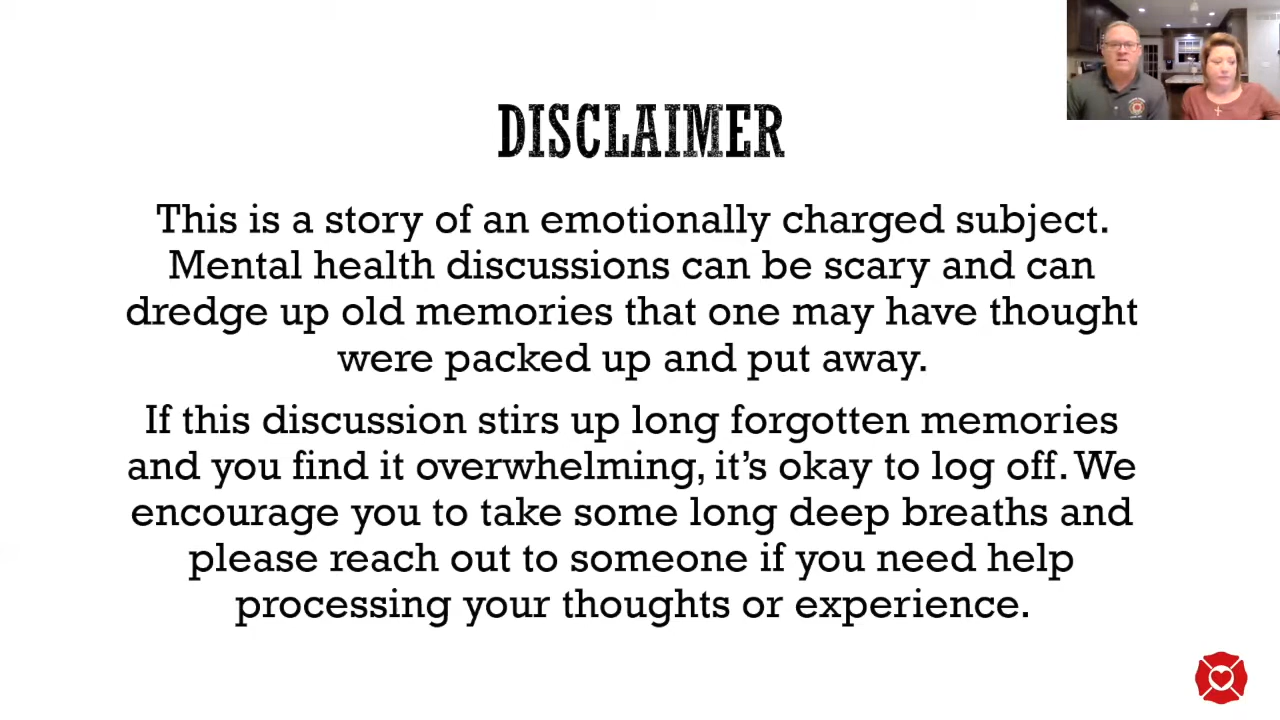 DISCLAIMER
This is a story of an emotionally charged subject.
Mental health discussions can be scary and can
dredge up old memories that one may have thought
were packed up and put away.
If this discussion stirs up long forgotten memories
and you find it overwhelming, it's okay to log off. We
encourage you to take some long deep breaths and
please reach out to someone if you need help
processing your thoughts or experience.